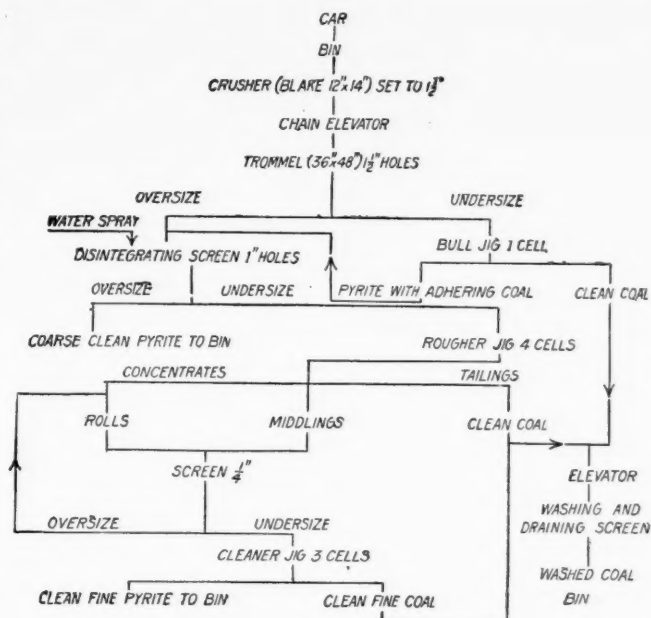 CAR
BIN
CRUSHER (BLAKE 12"x14") SET TO 1½"
CHAIN ELEVATOR
TROMMEL (36"x48") 1½" HOLES
OVERSIZE UNDERSIZE
WATER SPRAY
DISINTEGRATING SCREEN 1" HOLES BULL JIG 1 CELL
OVERSIZE UNDERSIZE PYRITE WITH ADHERING COAL CLEAN COAL
COARSE CLEAN PYRITE TO BIN ROUGHER JIG 4 CELLS
CONCENTRATES TAILINGS
ROLLS MIDDLINGS CLEAN COAL
SCREEN ¼" ELEVATOR
OVERSIZE UNDERSIZE WASHING AND
DRAINING SCREEN
CLEANER JIG 3 CELLS
WASHED COAL
CLEAN FINE PYRITE TO BIN CLEAN FINE COAL BIN